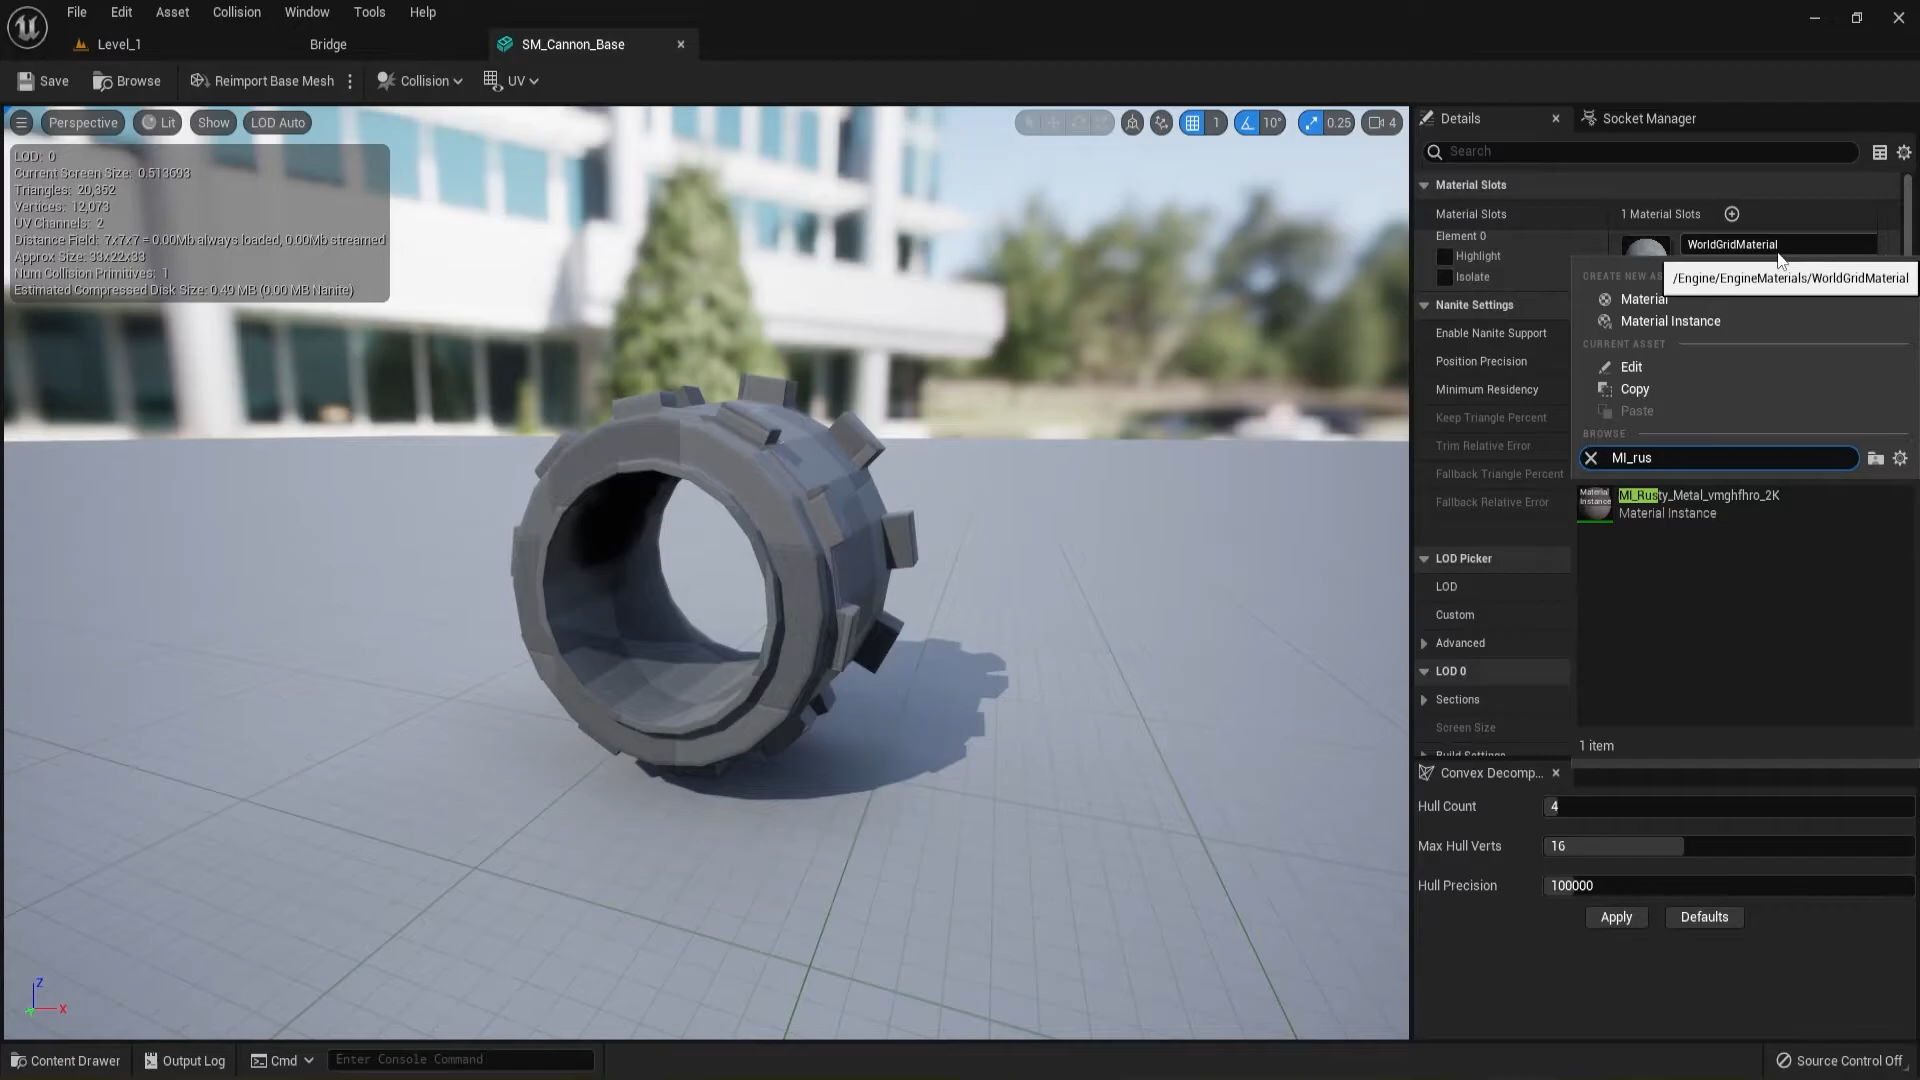 File Edit Asset Collision Window Tools Help
Level_1
Bridge
SM_Cannon_Base
Save
Browse
Reimport Base Mesh
Collision
UV
Perspective
Lit
Show
LOD Auto
1
10°
0.25
4
LOD: 0
Current Screen Size: 0.513693
Triangles: 20,352
Vertices: 12,073
UV Channels: 2
Distance Field: 7x7x7 = 0.00Mb always loaded, 0.00Mb streamed
Approx Size: 33x22x33
Num Collision Primitives: 1
Estimated Compressed Disk Size: 0.49 MB (0.00 MB Nanite)
Z
X
Details
Socket Manager
Search
Material Slots
Material Slots
1 Material Slots
Element 0
WorldGridMaterial
Highlight
Isolate
/Engine/EngineMaterials/WorldGridMaterial
CREATE NEW AS
Material
Material Instance
CURRENT ASSET
Edit
Copy
Paste
BROWSE
MI_rus
Material Instance
MI_Rusty_Metal_vmghfhro_2K
Material Instance
1 item
Nanite Settings
Enable Nanite Support
Position Precision
Minimum Residency
Keep Triangle Percent
Trim Relative Error
Fallback Triangle Percent
Fallback Relative Error
LOD Picker
LOD
Custom
Advanced
LOD 0
Sections
Screen Size
Build Settings
Convex Decomp...
Hull Count 4
Max Hull Verts 16
Hull Precision 100000
Apply
Defaults
Content Drawer
Output Log
Cmd
Enter Console Command
Source Control Off